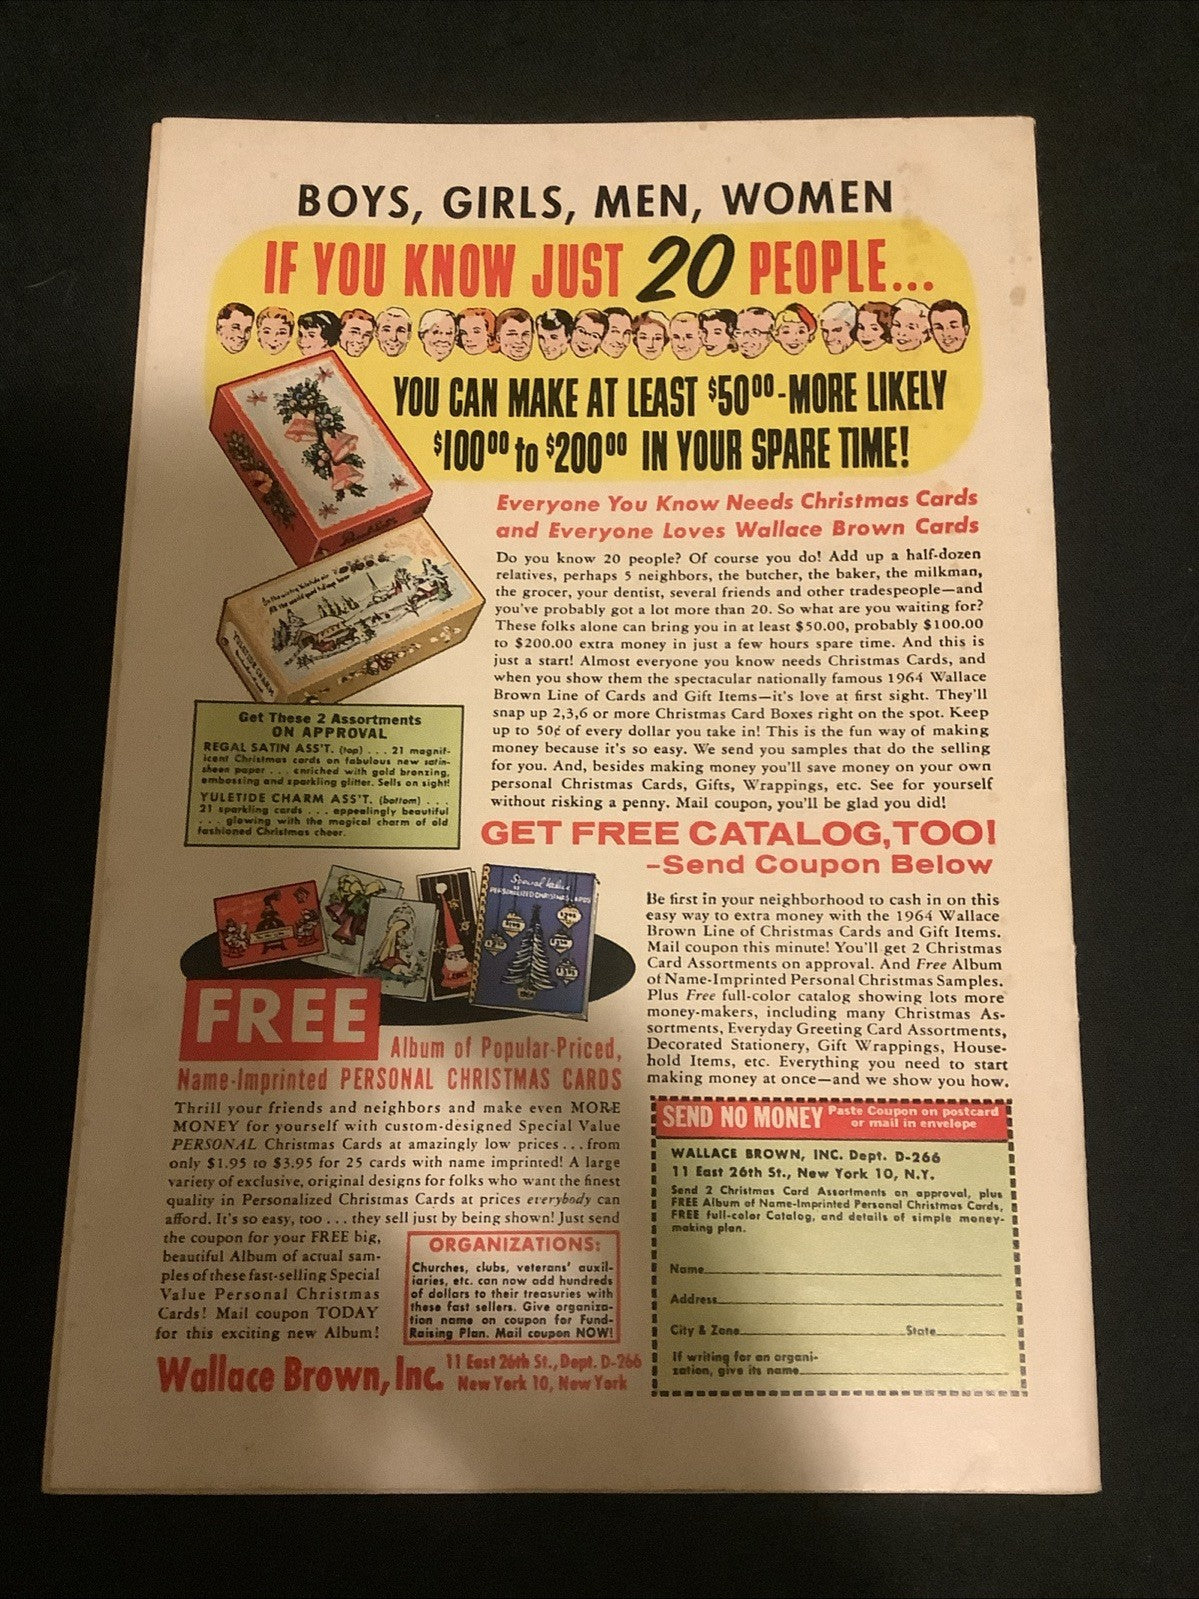 BOYS, GIRLS, MEN, WOMEN
IF YOU KNOW JUST 20 PEOPLE...
YOU CAN MAKE AT LEAST $50⁰⁰-MORE LIKELY
$100⁰⁰ to $200⁰⁰ IN YOUR SPARE TIME!
Everyone You Know Needs Christmas Cards
and Everyone Loves Wallace Brown Cards
Do you know 20 people? Of course you do! Add up a half-dozen
relatives, perhaps 5 neighbors, the butcher, the baker, the milkman,
the grocer, your dentist, several friends and other tradespeople—and
you've probably got a lot more than 20. So what are you waiting for?
These folks alone can bring you in at least $50.00, probably $100.00
to $200.00 extra money in just a few hours spare time. And this is
just a start! Almost everyone you know needs Christmas Cards, and
when you show them the spectacular nationally famous 1964 Wallace
Brown Line of Cards and Gift Items—it's love at first sight. They'll
snap up 2,3,6 or more Christmas Card Boxes right on the spot. Keep
up to 50¢ of every dollar you take in! This is the fun way of making
money because it's so easy. We send you samples that do the selling
for you. And, besides making money you'll save money on your own
personal Christmas Cards, Gifts, Wrappings, etc. See for yourself
without risking a penny. Mail coupon, you'll be glad you did!
YULETIDE CHARM
Get These 2 Assortments
ON APPROVAL
REGAL SATIN ASS'T. (top) . . . 21 magnif-
icent Christmas cards on fabulous new satin-
sheen paper . . . enriched with gold bronzing,
embossing and sparkling glitter. Sells on sight!
YULETIDE CHARM ASS'T. (bottom) . . .
21 sparkling cards . . . appealingly beautiful
. . . glowing with the magical charm of old
fashioned Christmas cheer.
GET FREE CATALOG,TOO!
-Send Coupon Below
Special Value
PERSONALIZED CHRISTMAS CARDS
FREE
Album of Popular-Priced,
Name-Imprinted PERSONAL CHRISTMAS CARDS
Thrill your friends and neighbors and make even MORE
MONEY for yourself with custom-designed Special Value
PERSONAL Christmas Cards at amazingly low prices . . . from
only $1.95 to $3.95 for 25 cards with name imprinted! A large
variety of exclusive, original designs for folks who want the finest
quality in Personalized Christmas Cards at prices everybody can
afford. It's so easy, too . . . they sell just by being shown! Just send
the coupon for your FREE big,
beautiful Album of actual sam-
ples of these fast-selling Special
Value Personal Christmas
Cards! Mail coupon TODAY
for this exciting new Album!
ORGANIZATIONS:
Churches, clubs, veterans' auxil-
iaries, etc. can now add hundreds
of dollars to their treasuries with
these fast sellers. Give organiza-
tion name on coupon for Fund-
Raising Plan. Mail coupon NOW!
Wallace Brown, Inc.
11 East 26th St., Dept. D-266
New York 10, New York
Be first in your neighborhood to cash in on this
easy way to extra money with the 1964 Wallace
Brown Line of Christmas Cards and Gift Items.
Mail coupon this minute! You'll get 2 Christmas
Card Assortments on approval. And Free Album
of Name-Imprinted Personal Christmas Samples.
Plus Free full-color catalog showing lots more
money-makers, including many Christmas As-
sortments, Everyday Greeting Card Assortments,
Decorated Stationery, Gift Wrappings, House-
hold Items, etc. Everything you need to start
making money at once—and we show you how.
SEND NO MONEY
Paste Coupon on postcard
or mail in envelope
WALLACE BROWN, INC. Dept. D-266
11 East 26th St., New York 10, N.Y.
Send 2 Christmas Card Assortments on approval, plus
FREE Album of Name-Imprinted Personal Christmas Cards,
FREE full-color Catalog, and details of simple money-
making plan.
Name
Address
City & Zone State
If writing for an organi-
zation, give its name